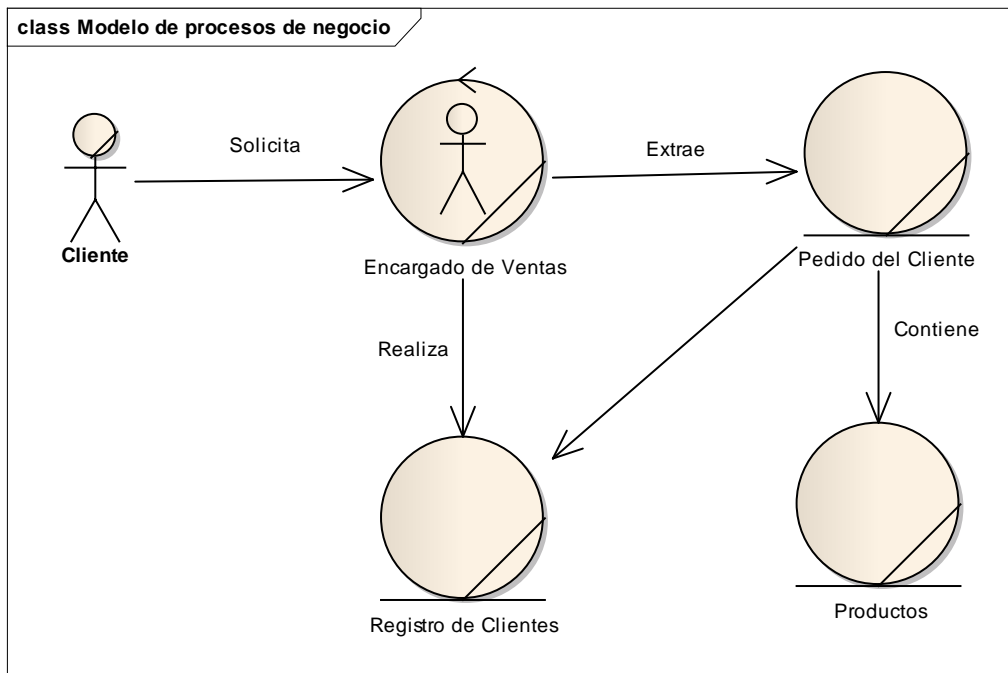 class Modelo de procesos de negocio
Solicita
Extrae
Cliente
Encargado de Ventas
Pedido del Cliente
Realiza
Contiene
Registro de Clientes
Productos